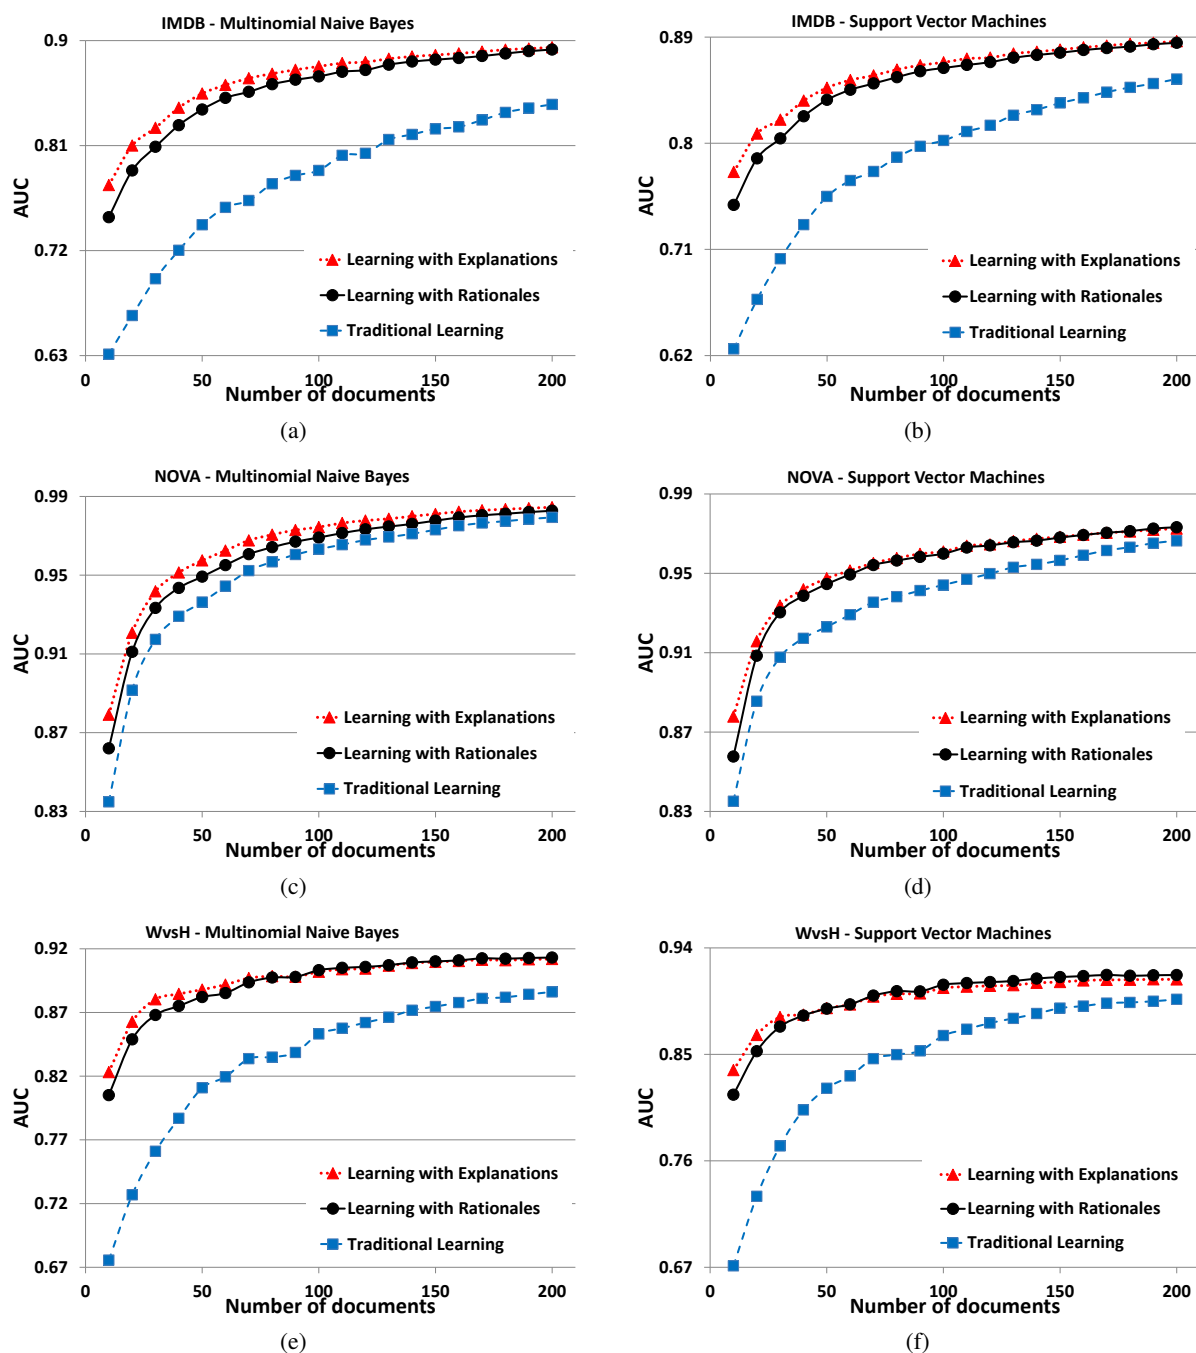 IMDB - Multinomial Naive Bayes
0.9
0.81
0.72
0.63
AUC
Learning with Explanations
Learning with Rationales
Traditional Learning
0 50 100 150 200
Number of documents
(a)
IMDB - Support Vector Machines
0.89
0.8
0.71
0.62
AUC
Learning with Explanations
Learning with Rationales
Traditional Learning
0 50 100 150 200
Number of documents
(b)
NOVA - Multinomial Naive Bayes
0.99
0.95
0.91
0.87
0.83
AUC
Learning with Explanations
Learning with Rationales
Traditional Learning
0 50 100 150 200
Number of documents
(c)
NOVA - Support Vector Machines
0.99
0.95
0.91
0.87
0.83
AUC
Learning with Explanations
Learning with Rationales
Traditional Learning
0 50 100 150 200
Number of documents
(d)
WvsH - Multinomial Naive Bayes
0.92
0.87
0.82
0.77
0.72
0.67
AUC
Learning with Explanations
Learning with Rationales
Traditional Learning
0 50 100 150 200
Number of documents
(e)
WvsH - Support Vector Machines
0.94
0.85
0.76
0.67
AUC
Learning with Explanations
Learning with Rationales
Traditional Learning
0 50 100 150 200
Number of documents
(f)